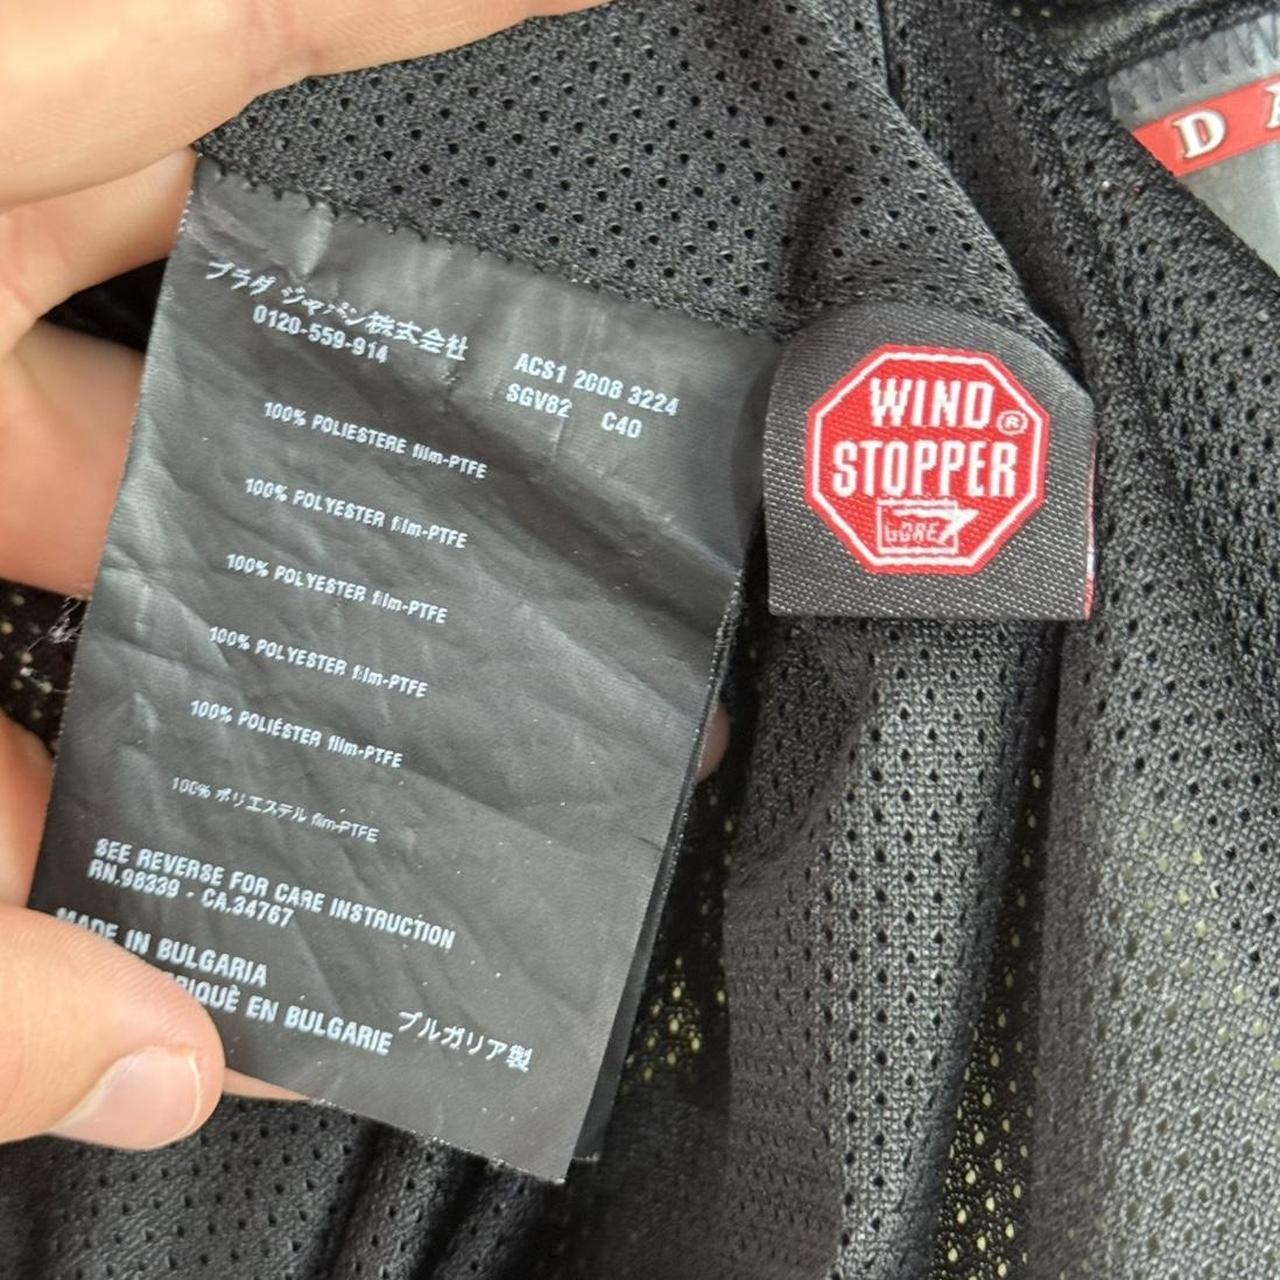 プラダ ジャパン株式会社
0120-559-914
ACS1 2008 3224
SGV82 C40
100% POLIESTERE film-PTFE
100% POLYESTER film-PTFE
100% POLYESTER film-PTFE
100% POLYESTER film-PTFE
100% POLIÉSTER film-PTFE
100% ポリエステル film-PTFE
SEE REVERSE FOR CARE INSTRUCTION
RN.98339 - CA.34767
MADE IN BULGARIA
EN BULGARIE
ブルガリア製
WIND
STOPPER®
GORE